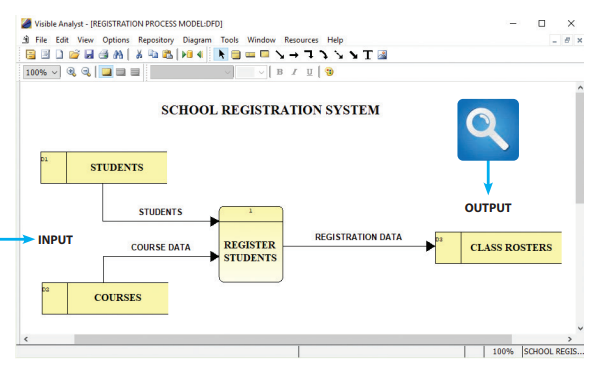 Visible Analyst - [REGISTRATION PROCESS MODEL:DFD]
File Edit View Options Repository Diagram Tools Window Resources Help
T
100% B I U
SCHOOL REGISTRATION SYSTEM
D1
STUDENTS
OUTPUT
STUDENTS
1
INPUT
COURSE DATA
REGISTER
STUDENTS
REGISTRATION DATA
D3
CLASS ROSTERS
D2
COURSES
100% SCHOOL REGIS...